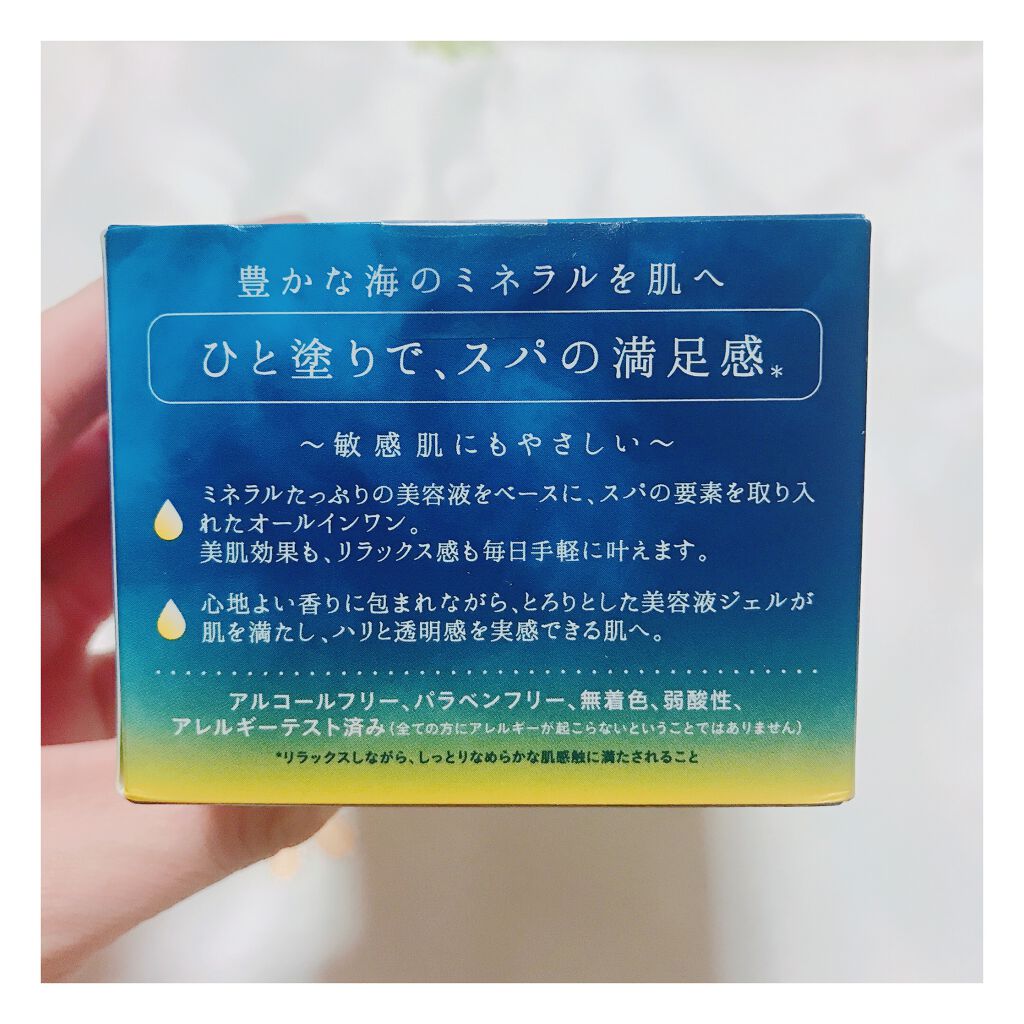 豊かな海のミネラルを肌へ
ひと塗りで、スパの満足感*
～敏感肌にもやさしい～
ミネラルたっぷりの美容液をベースに、スパの要素を取り入
れたオールインワン。
美肌効果も、リラックス感も毎日手軽に叶えます。
心地よい香りに包まれながら、とろりとした美容液ジェルが
肌を満たし、ハリと透明感を実感できる肌へ。
アルコールフリー、パラベンフリー、無着色、弱酸性、
アレルギーテスト済み(全ての方にアレルギーが起こらないということではありません)
*リラックスしながら、しっとりなめらかな肌感触に満たされること